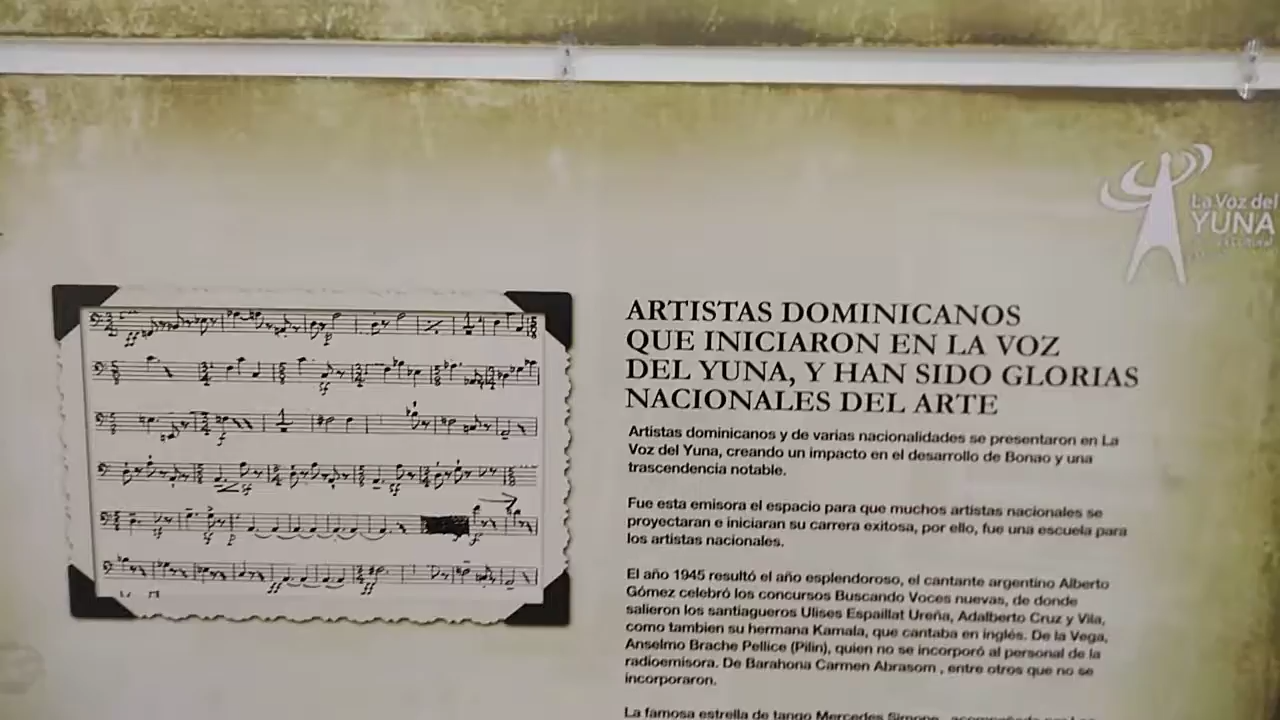 La Voz del
YUNA
ARTISTAS DOMINICANOS
QUE INICIARON EN LA VOZ
DEL YUNA, Y HAN SIDO GLORIAS
NACIONALES DEL ARTE
Artistas dominicanos y de varias nacionalidades se presentaron en La
Voz del Yuna, creando un impacto en el desarrollo de Bonao y una
trascendencia notable.
Fue esta emisora el espacio para que muchos artistas nacionales se
proyectaran e iniciaran su carrera exitosa, por ello, fue una escuela para
los artistas nacionales.
El año 1945 resultó el año esplendoroso, el cantante argentino Alberto
Gómez celebró los concursos Buscando Voces nuevas, de donde
salieron los santiagueros Ulises Espaillat Ureña, Adalberto Cruz y Vila,
como tambien su hermana Kamala, que cantaba en inglés. De la Vega,
Anselmo Brache Pellice (Pilin), quien no se incorporó al personal de la
radioemisora. De Barahona Carmen Abrasom , entre otros que no se
incorporaron.
La famosa estrella de tango Mercedes Simone, acompañada por